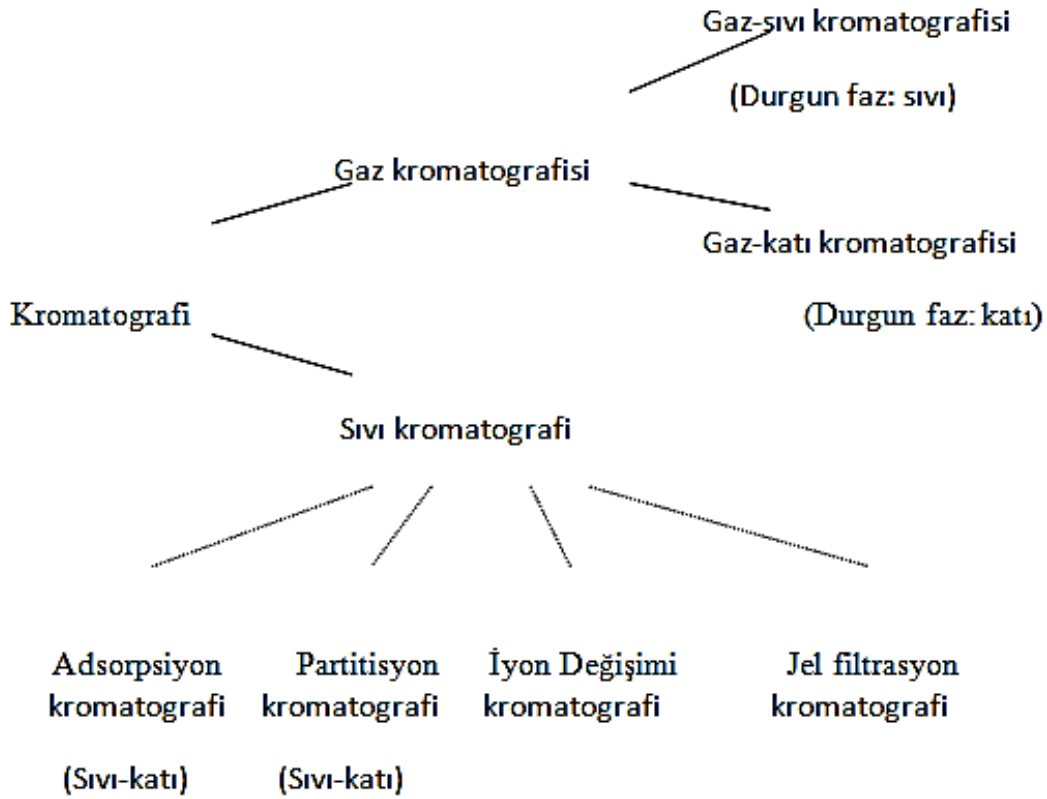 Gaz-sıvı kromatografisi
(Durgun faz: sıvı)
Gaz kromatografisi
Gaz-katı kromatografisi
Kromatografi
(Durgun faz: katı)
Sıvı kromatografi
Adsorpsiyon
kromatografi
(Sıvı-katı)
Partitisyon
kromatografi
(Sıvı-katı)
İyon Değişimi
kromatografi
Jel filtrasyon
kromatografi